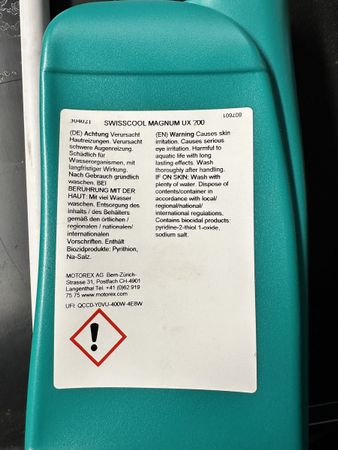 304021 SWISSCOOL MAGNUM UX 200
807601
(DE) Achtung Verursacht
Hautreizungen. Verursacht
schwere Augenreizung.
Schädlich für
Wasserorganismen, mit
langfristiger Wirkung.
Nach Gebrauch gründlich
waschen. BEI
BERÜHRUNG MIT DER
HAUT: Mit viel Wasser
waschen. Entsorgung des
Inhalts / des Behälters
gemäß den örtlichen /
regionalen / nationalen/
internationalen
Vorschriften. Enthält
Biozidprodukte: Pyrithion,
Na-Salz.
(EN) Warning Causes skin
irritation. Causes serious
eye irritation. Harmful to
aquatic life with long
lasting effects. Wash
thoroughly after handling.
IF ON SKIN: Wash with
plenty of water. Dispose of
contents/container in
accordance with local/
regional/national/
international regulations.
Contains biocidal products:
pyridine-2-thiol 1-oxide,
sodium salt.
MOTOREX AG Bern-Zürich-
Strasse 31, Postfach CH-4901
Langenthal Tel. +41 (0)62 919
75 75 www.motorex.com
UFI: QCC0-Y0VU-400W-4E8W